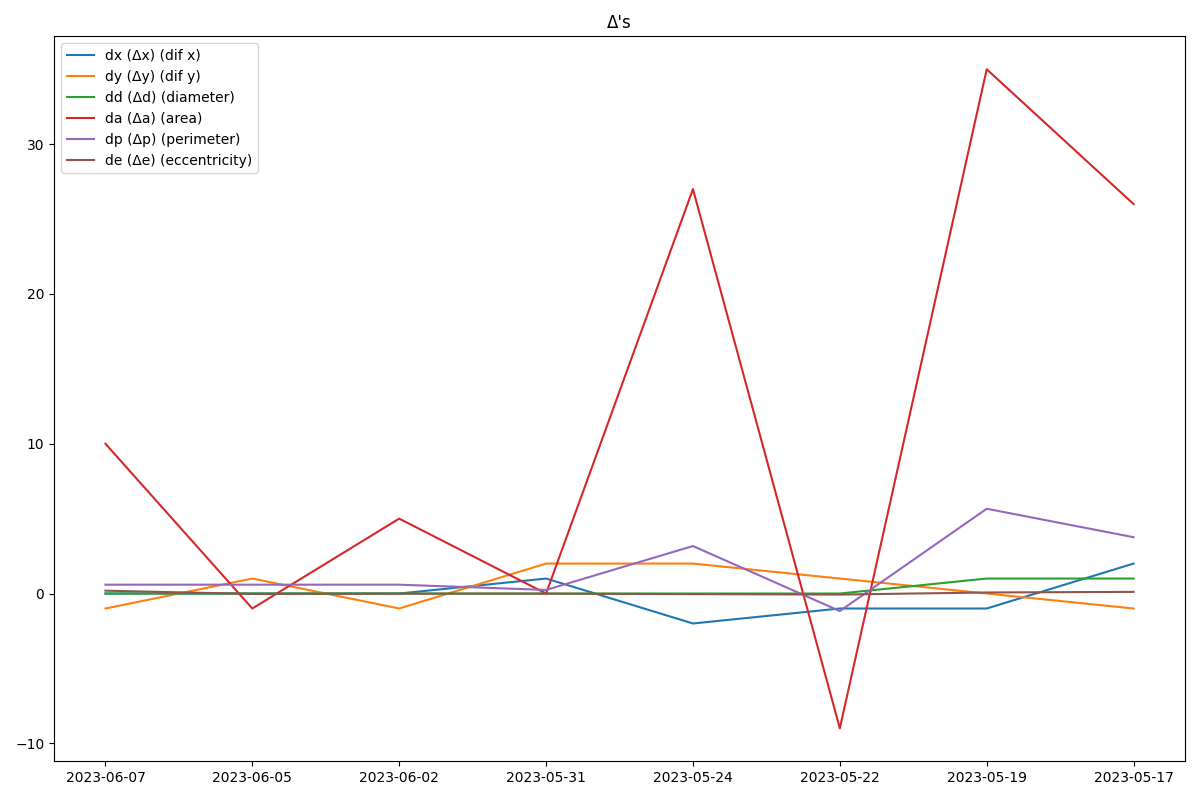 Δ's
dx (Δx) (dif x)
dy (Δy) (dif y)
dd (Δd) (diameter)
da (Δa) (area)
dp (Δp) (perimeter)
de (Δe) (eccentricity)
30
20
10
0
−10
2023-06-07 2023-06-05 2023-06-02 2023-05-31 2023-05-24 2023-05-22 2023-05-19 2023-05-17